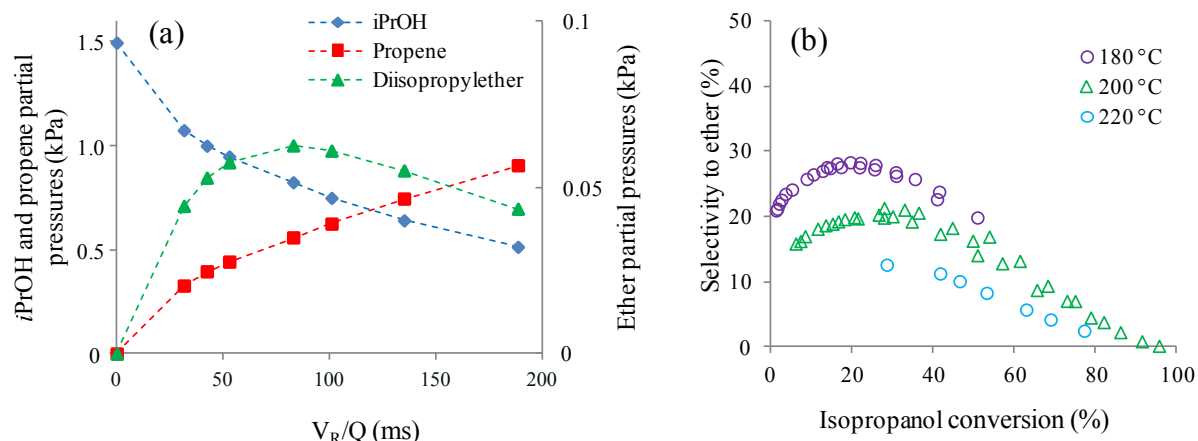 (a)
iPrOH
Propene
Diisopropylether
iPrOH and propene partial
pressures (kPa)
1.5
1.0
0.5
0
0.1
0.05
0
Ether partial pressures (kPa)
0
50
100
150
200
V_R/Q (ms)
(b)
180 °C
200 °C
220 °C
Selectivity to ether (%)
50
40
30
20
10
0
0
20
40
60
80
100
Isopropanol conversion (%)